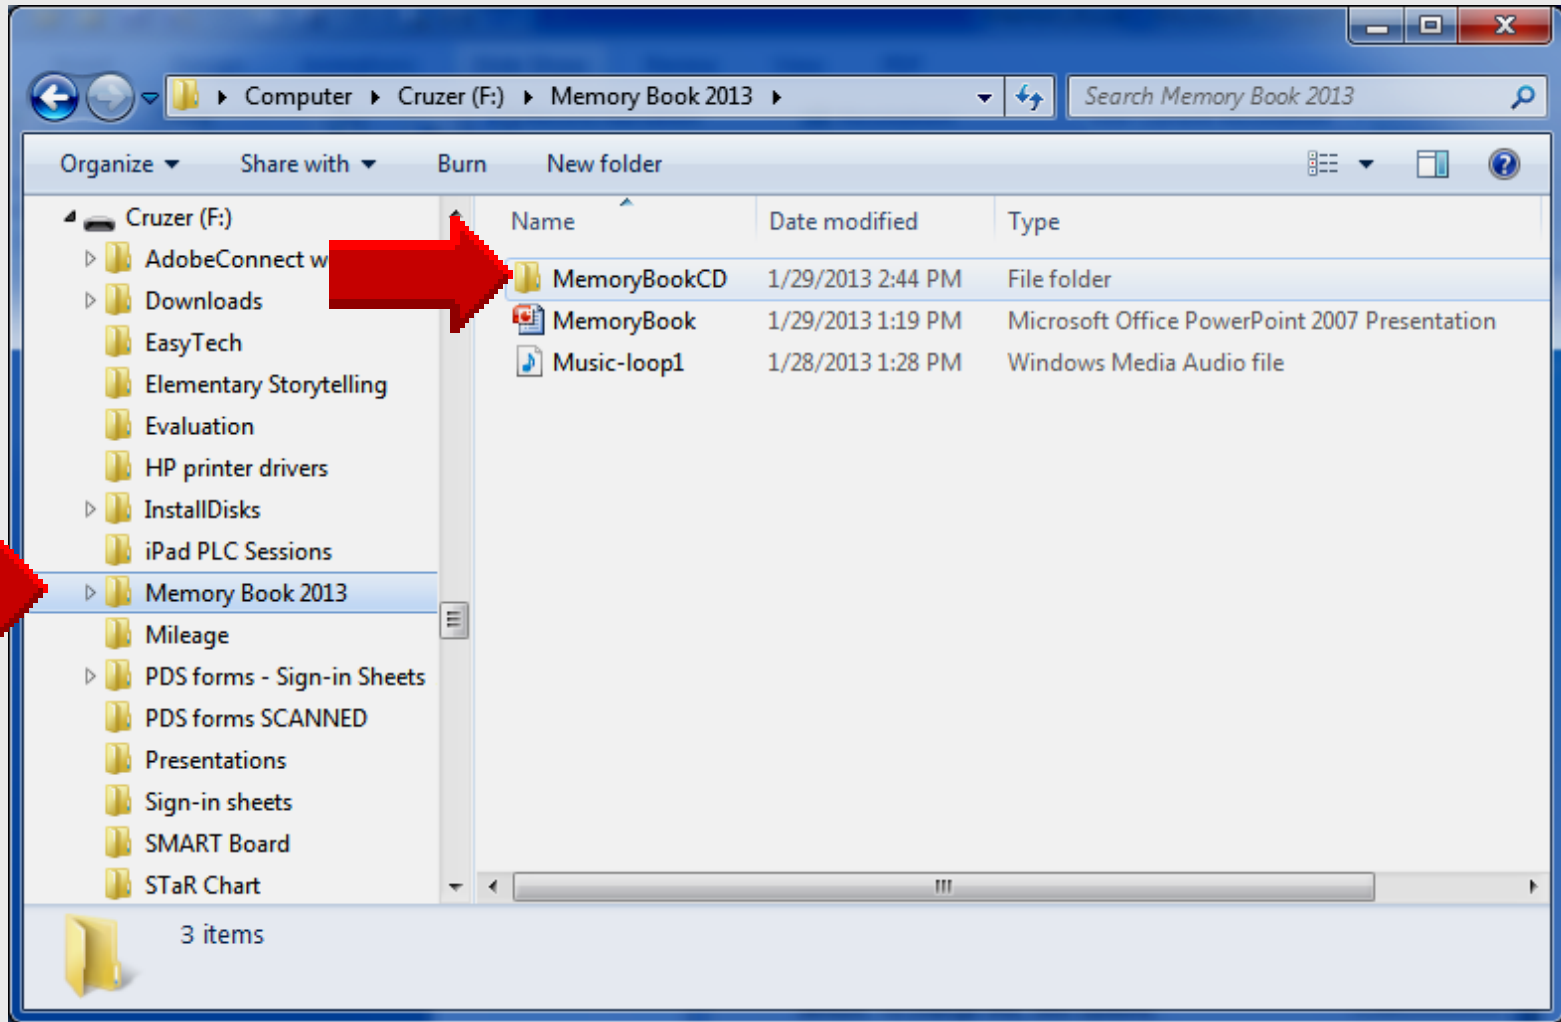 Computer Cruzer (F:) Memory Book 2013 Search Memory Book 2013
Organize Share with Burn New folder
Cruzer (F:)
AdobeConnect
Downloads
EasyTech
Elementary Storytelling
Evaluation
HP printer drivers
InstallDisks
iPad PLC Sessions
Memory Book 2013
Mileage
PDS forms - Sign-in Sheets
PDS forms SCANNED
Presentations
Sign-in sheets
SMART Board
STaR Chart
Name Date modified Type
MemoryBookCD 1/29/2013 2:44 PM File folder
MemoryBook 1/29/2013 1:19 PM Microsoft Office PowerPoint 2007 Presentation
Music-loop1 1/28/2013 1:28 PM Windows Media Audio file
3 items